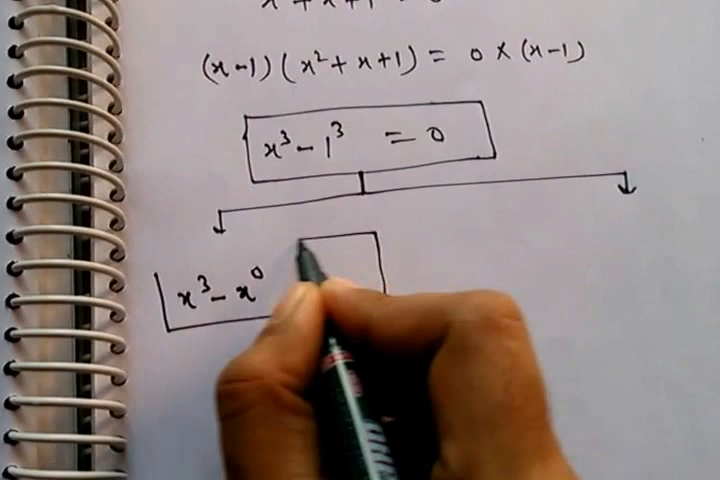 (x-1)(x²+x+1) = 0 × (x-1)
x³-1³ = 0
x³-x⁰